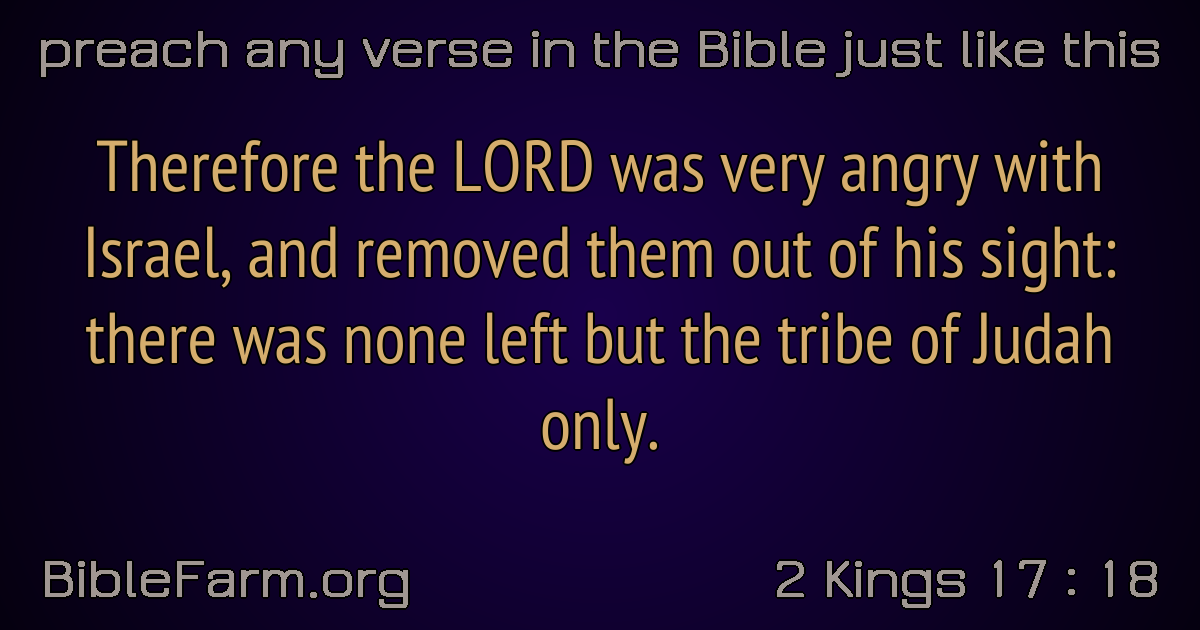 preach any verse in the Bible just like this
Therefore the LORD was very angry with
Israel, and removed them out of his sight:
there was none left but the tribe of Judah
only.
BibleFarm.org
2 Kings 17 : 18